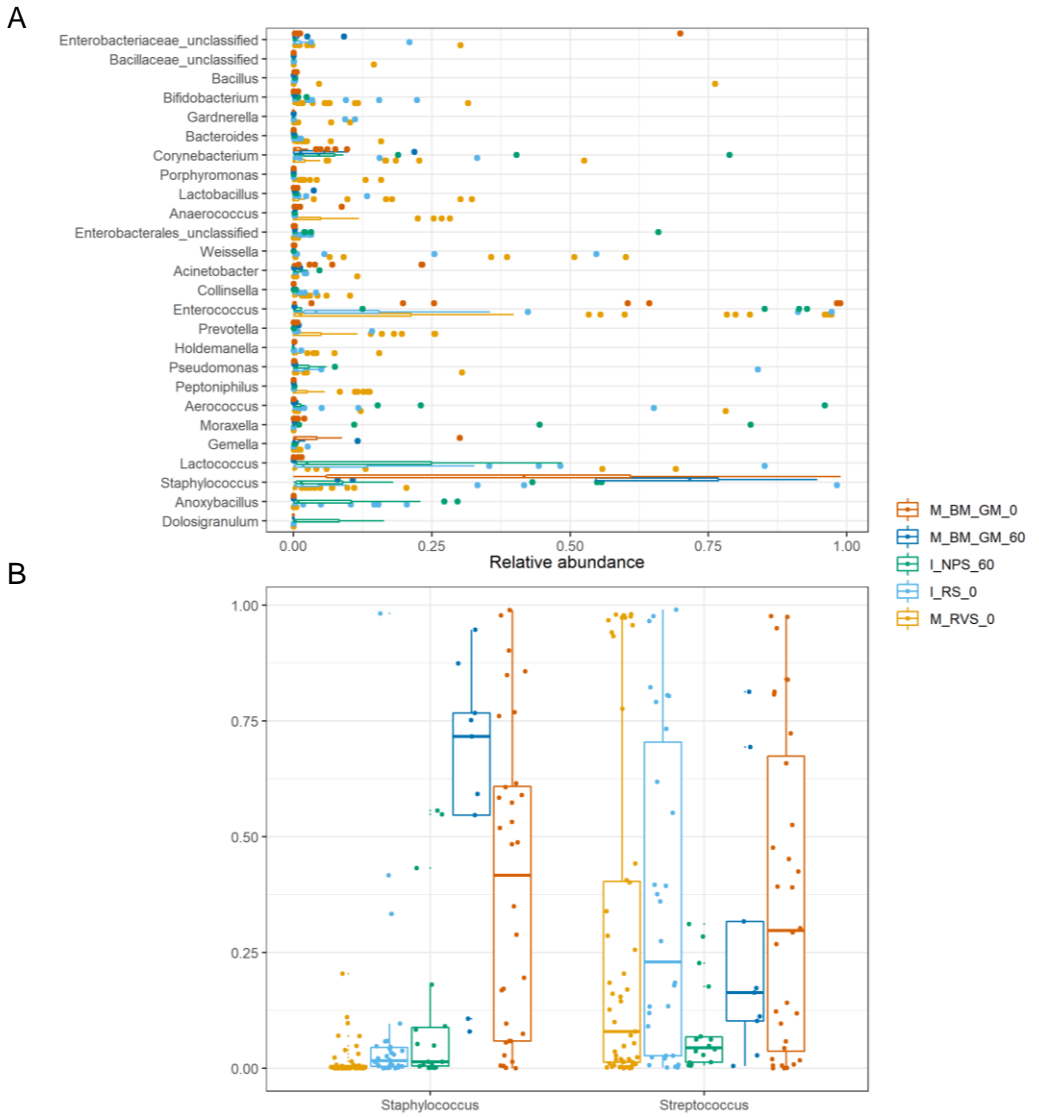 A
Enterobacteriaceae_unclassified
Bacillaceae_unclassified
Bacillus
Bifidobacterium
Gardnerella
Bacteroides
Corynebacterium
Porphyromonas
Lactobacillus
Anaerococcus
Enterobacterales_unclassified
Weissella
Acinetobacter
Collinsella
Enterococcus
Prevotella
Holdemanella
Pseudomonas
Peptoniphilus
Aerococcus
Moraxella
Gemella
Lactococcus
Staphylococcus
Anoxybacillus
Dolosigranulum
0.00 0.25 0.50 0.75 1.00
Relative abundance
M_BM_GM_0
M_BM_GM_60
I_NPS_60
I_RS_0
M_RVS_0
B
1.00
0.75
0.50
0.25
0.00
Staphylococcus Streptococcus